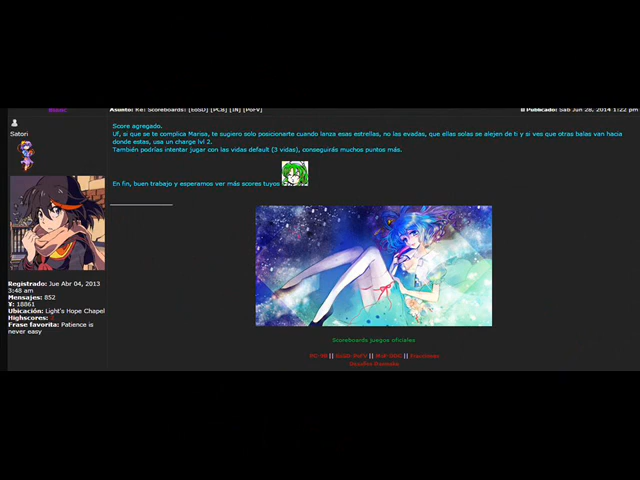 Asunto: Re: Scoreboards: [EoSD] [PCB] [IN] [PoFV]
Publicado: Sab Jun 28, 2014 1:22 pm
Satori
Score agregado.
Uf, si que se te complica Marisa, te sugiero solo posicionarte cuando lanza esas estrellas, no las evadas, que ellas solas se alejen de ti y si ves que otras balas van hacia
donde estas, usa un charge lvl 2.
También podrías intentar jugar con las vidas default (3 vidas), conseguirás muchos puntos más.
En fin, buen trabajo y esperamos ver más scores tuyos
Registrado: Jue Abr 04, 2013
3:48 am
Mensajes: 852
¥: 18861
Ubicación: Light's Hope Chapel
Highscores:
Frase favorita: Patience is
never easy
Scoreboards juegos oficiales
|| || ||